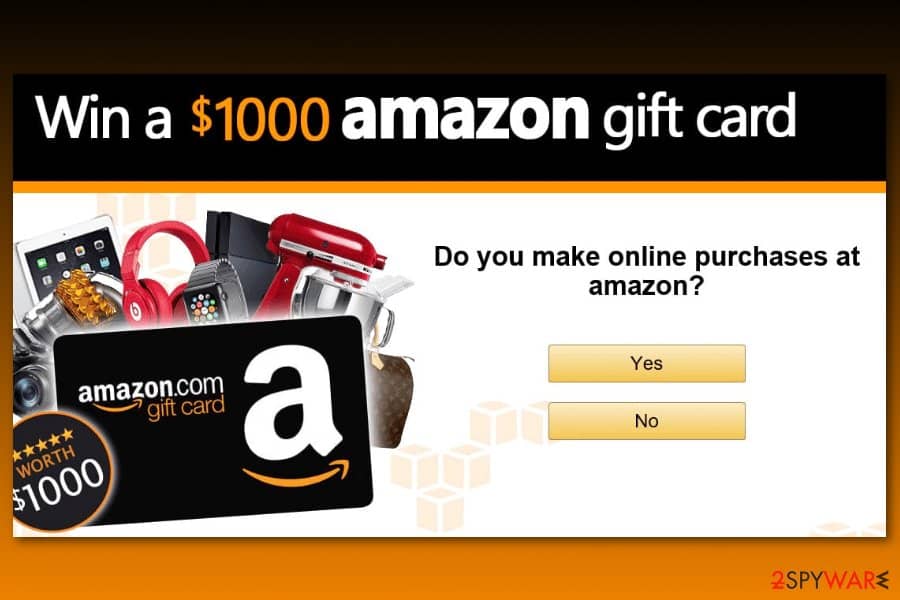 Win a $1000 amazon gift card
Do you make online purchases at
amazon?
Yes
No
amazon.com
gift card
a
WORTH
$1000
2SPYWARE